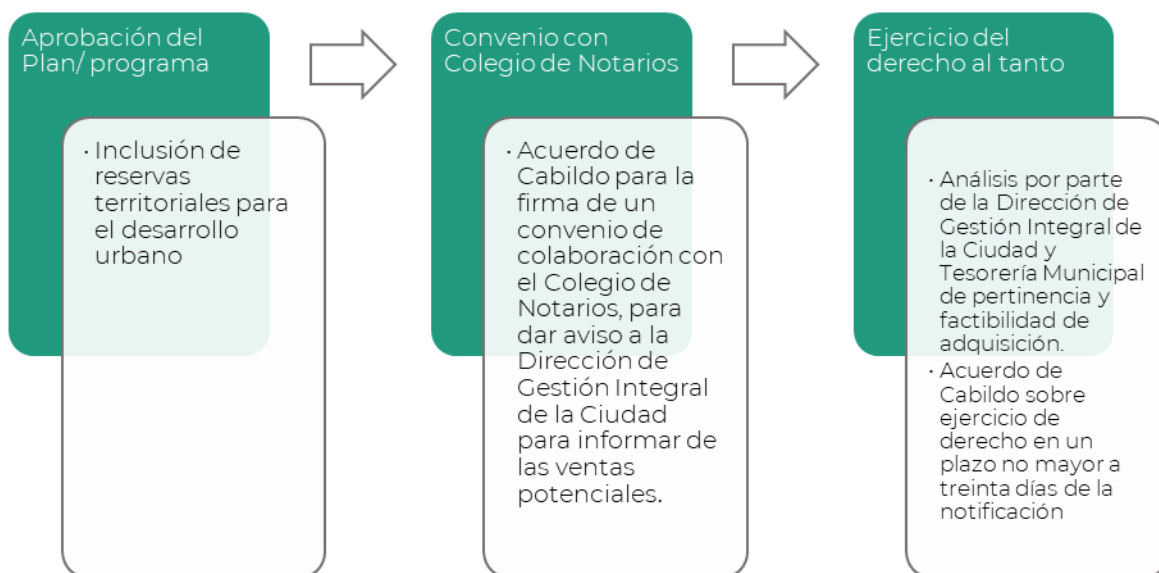 Aprobación del
Plan/ programa
· Inclusión de
reservas
territoriales para
el desarrollo
urbano
Convenio con
Colegio de Notarios
· Acuerdo de
Cabildo para la
firma de un
convenio de
colaboración con
el Colegio de
Notarios, para
dar aviso a la
Dirección de
Gestión Integral
de la Ciudad
para informar de
las ventas
potenciales.
Ejercicio del
derecho al tanto
· Análisis por parte
de la Dirección de
Gestión Integral de
la Ciudad y
Tesorería Municipal
de pertinencia y
factibilidad de
adquisición.
· Acuerdo de
Cabildo sobre
ejercicio de
derecho en un
plazo no mayor a
treinta días de la
notificación